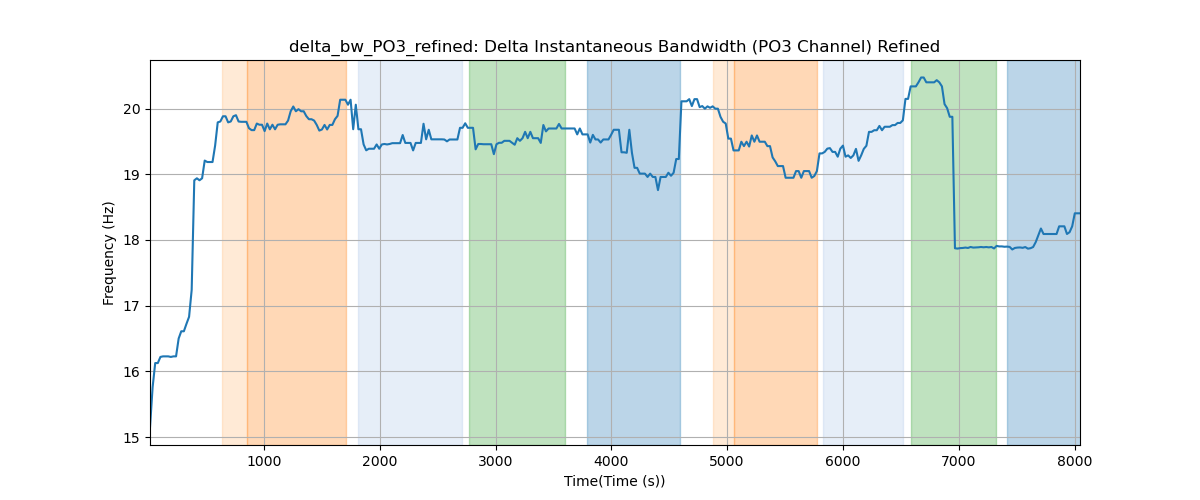 delta_bw_PO3_refined: Delta Instantaneous Bandwidth (PO3 Channel) Refined
Frequency (Hz)
20
19
18
17
16
15
1000 2000 3000 4000 5000 6000 7000 8000
Time(Time (s))